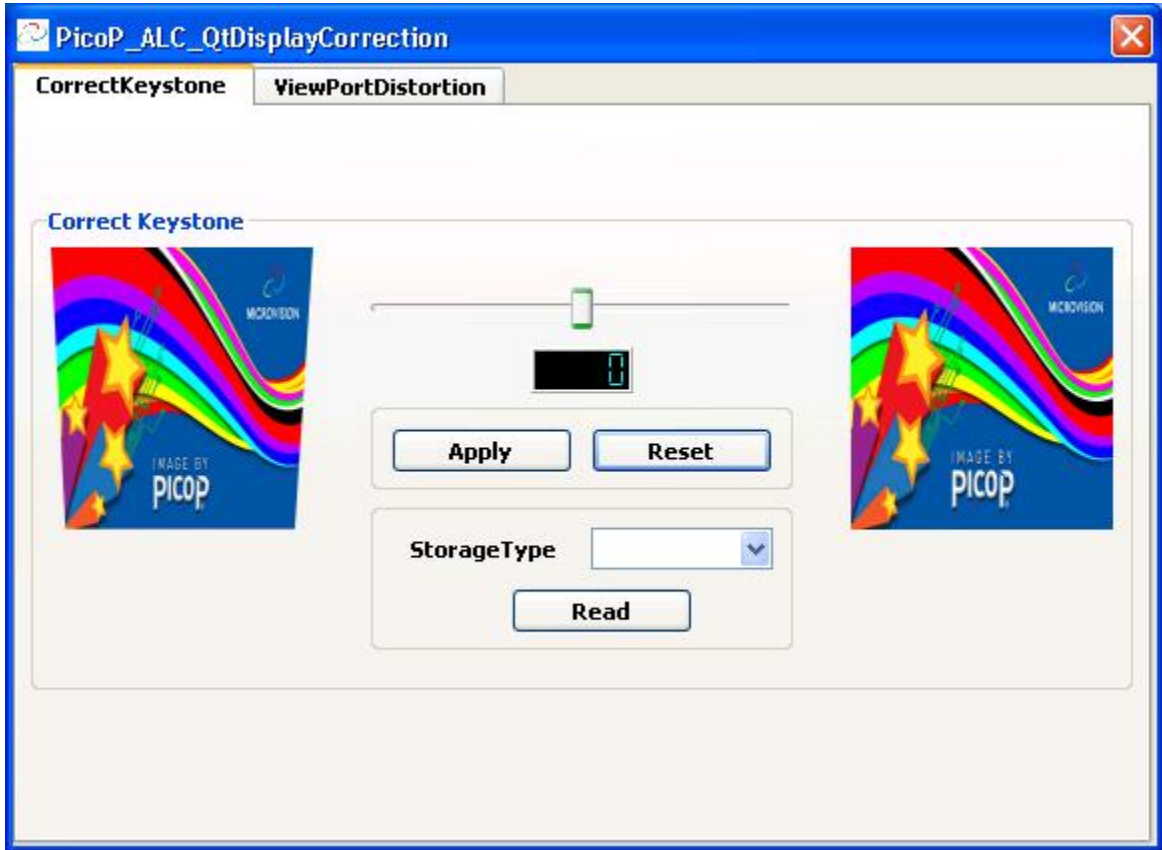 PicoP_ALC_QtDisplayCorrection
CorrectKeystone ViewPortDistortion
Correct Keystone
MICROVISION
IMAGE BY
PICOP
0
Apply Reset
StorageType
Read
MICROVISION
IMAGE BY
PICOP